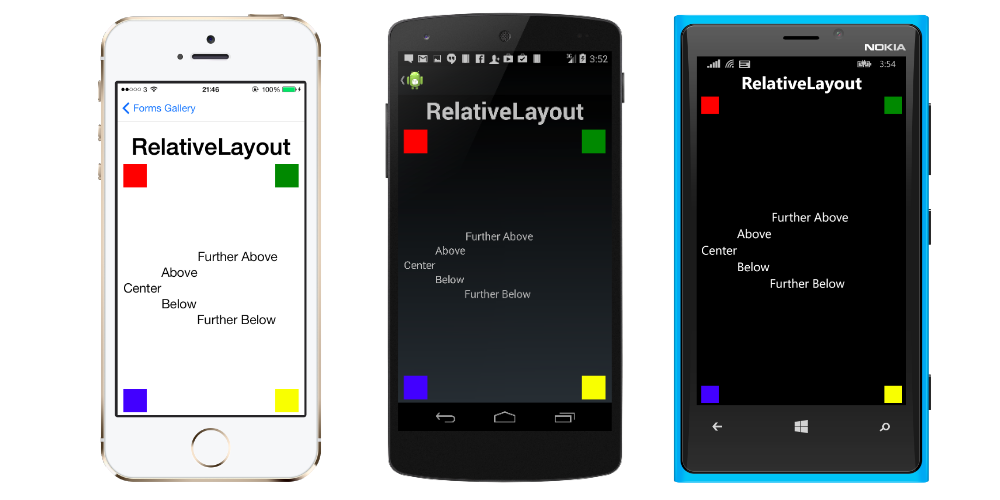 3
21:46
100%
Forms Gallery
RelativeLayout
Further Above
Above
Center
Below
Further Below
3G
3:52
RelativeLayout
Further Above
Above
Center
Below
Further Below
NOKIA
3:54
RelativeLayout
Further Above
Above
Center
Below
Further Below